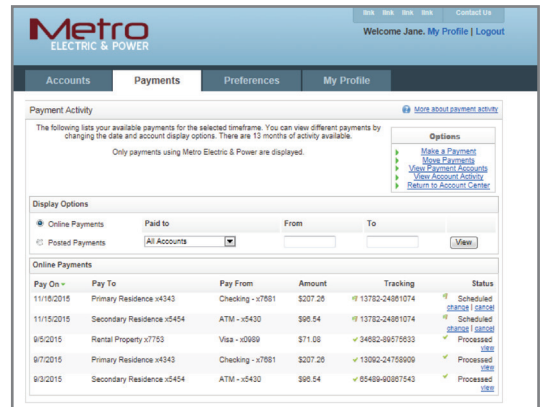 link link link link Contact Us
Metro
ELECTRIC & POWER
Welcome Jane. My Profile | Logout
Accounts Payments Preferences My Profile
Payment Activity
More about payment activity
The following lists your available payments for the selected timeframe. You can view different payments by
changing the date and account display options. There are 13 months of activity available.
Only payments using Metro Electric & Power are displayed.
Options
Make a Payment
Move Payments
View Payment Accounts
View Account Activity
Return to Account Center
Display Options
Online Payments Paid to From To
Posted Payments All Accounts View
Online Payments
Pay On Pay To Pay From Amount Tracking Status
11/16/2015 Primary Residence x4343 Checking - x7681 $207.26 13782-24861074 Scheduled
change | cancel
11/15/2015 Secondary Residence x5454 ATM - x5430 $96.54 13782-24861074 Scheduled
change | cancel
9/5/2015 Rental Property x7763 Visa - x0989 $71.08 34682-89575633 Processed
view
9/7/2015 Primary Residence x4343 Checking - x7681 $207.26 13092-24758909 Processed
view
9/3/2015 Secondary Residence x5454 ATM - x5430 $96.54 65489-90867543 Processed
view